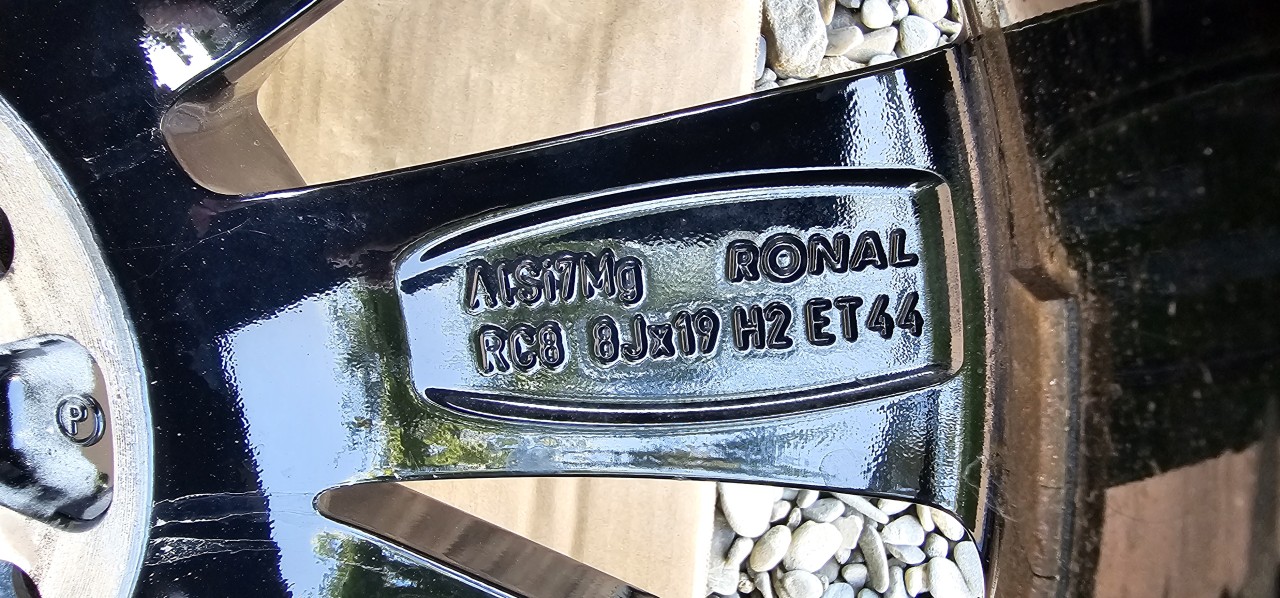 AlSi7Mg RONAL
RC8 8Jx19 H2 ET44
P